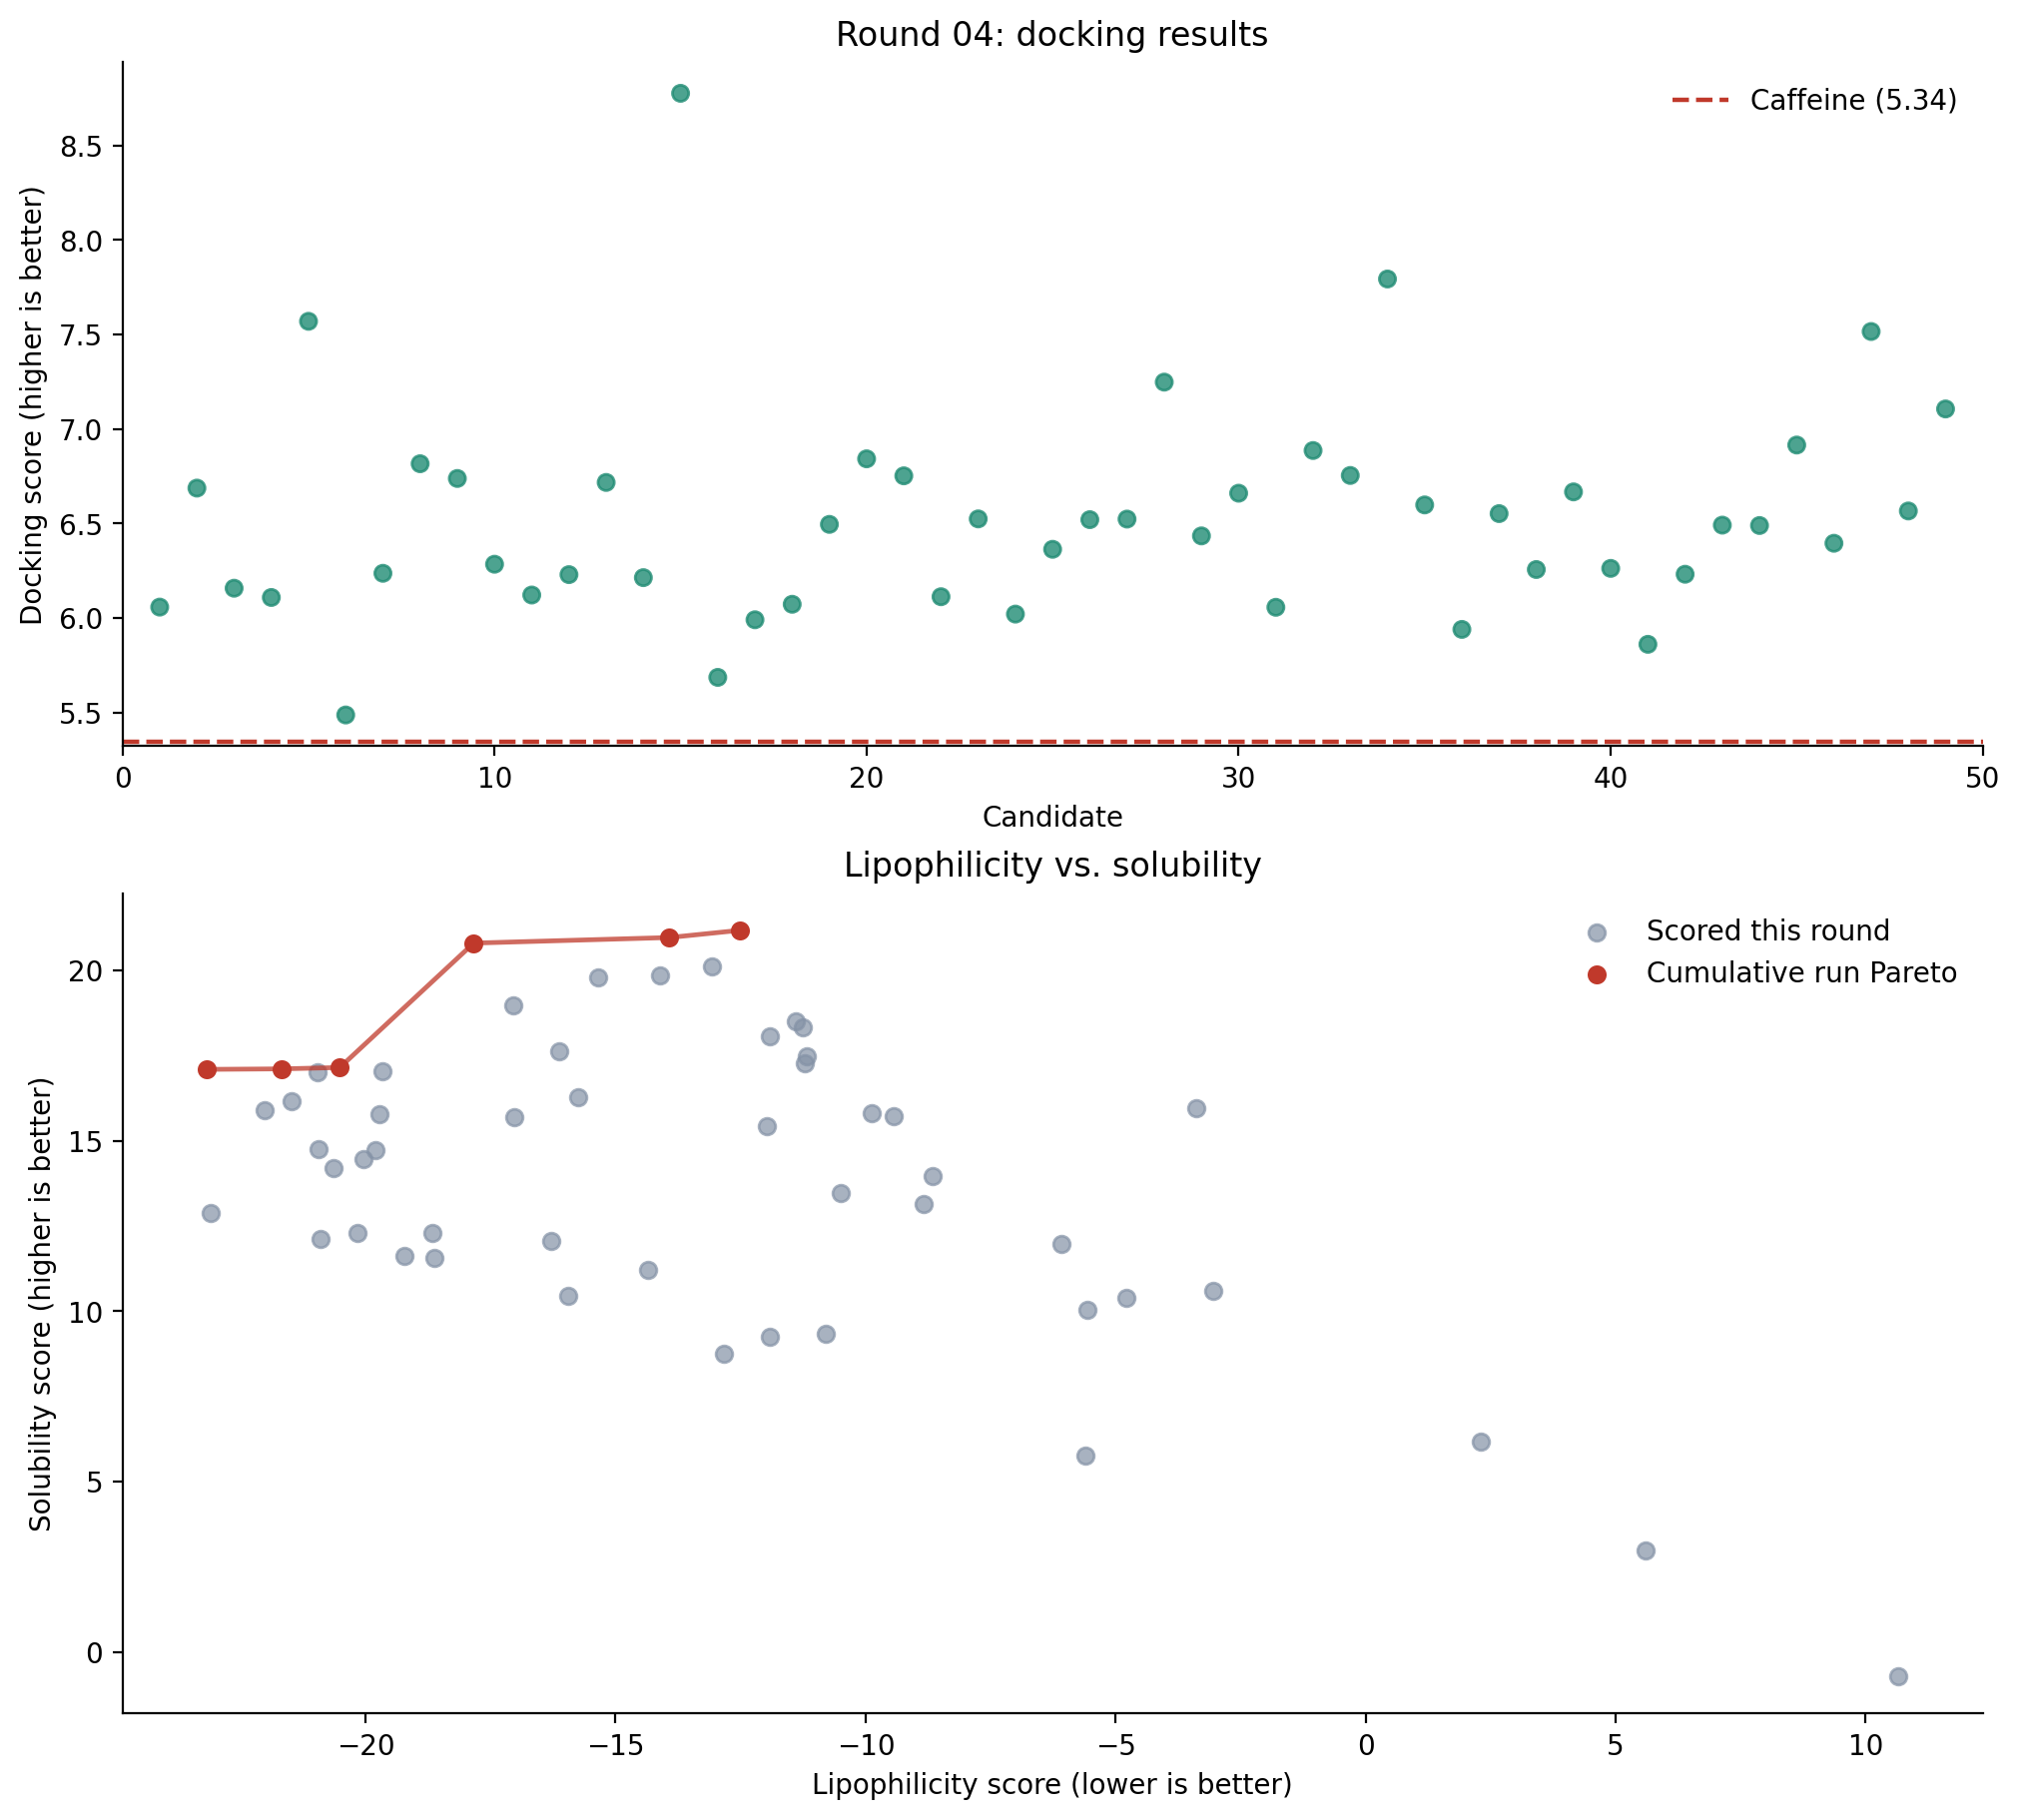 Round 04: docking results
Docking score (higher is better)
Caffeine (5.34)
8.5
8.0
7.5
7.0
6.5
6.0
5.5
0
10
20
30
40
50
Candidate
Lipophilicity vs. solubility
Solubility score (higher is better)
Scored this round
Cumulative run Pareto
20
15
10
5
0
−20
−15
−10
−5
0
5
10
Lipophilicity score (lower is better)